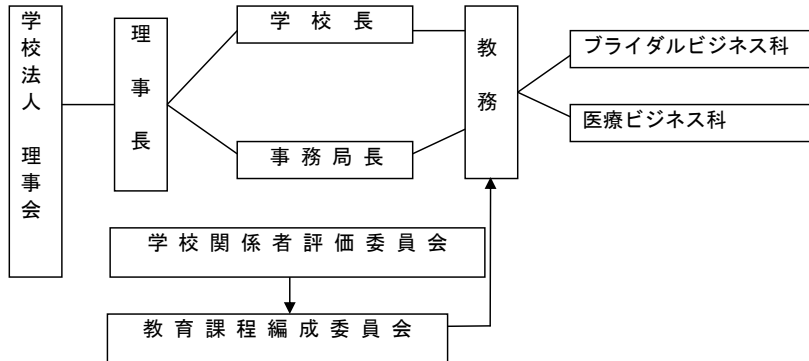 学校法人　理事会
理事長
学校長
事務局長
教務
ブライダルビジネス科
医療ビジネス科
学校関係者評価委員会
教育課程編成委員会